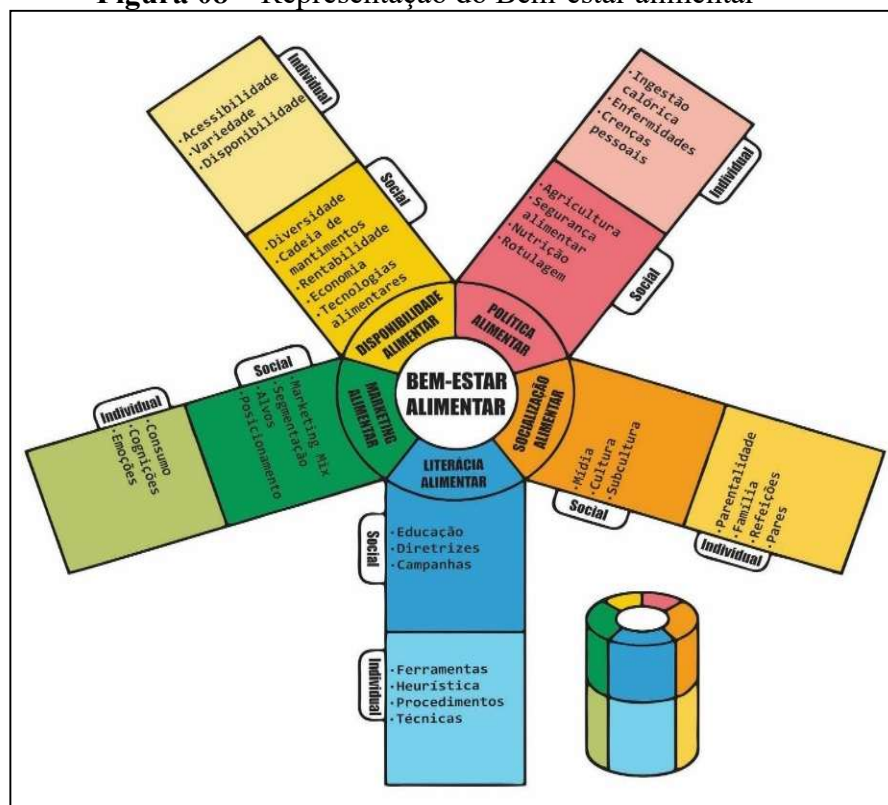 Figura 08 – Representação do Bem-estar alimentar
Individual
·Acessibilidade
·Variedade
·Disponibilidade
Social
·Diversidade
·Cadeia de
mantimentos
·Rentabilidade
·Economia
·Tecnologias
alimentares
DISPONIBILIDADE
ALIMENTAR
·Ingestão
calórica
·Enfermidades
·Crenças
pessoais
Individual
·Agricultura
·Segurança
alimentar
·Nutrição
·Rotulagem
Social
POLÍTICA
ALIMENTAR
BEM-ESTAR
ALIMENTAR
SOCIALIZAÇÃO
ALIMENTAR
·Mídia
·Cultura
·Subcultura
Social
·Parentalidade
·Família
·Refeições
·Pares
Individual
MARKETING
ALIMENTAR
Social
·Marketing Mix
·Segmentação
·Alvos
·Posicionamento
Individual
·Consumo
·Cognições
·Emoções
LITERÁCIA
ALIMENTAR
Social
·Educação
·Diretrizes
·Campanhas
Individual
·Ferramentas
·Heurística
·Procedimentos
·Técnicas